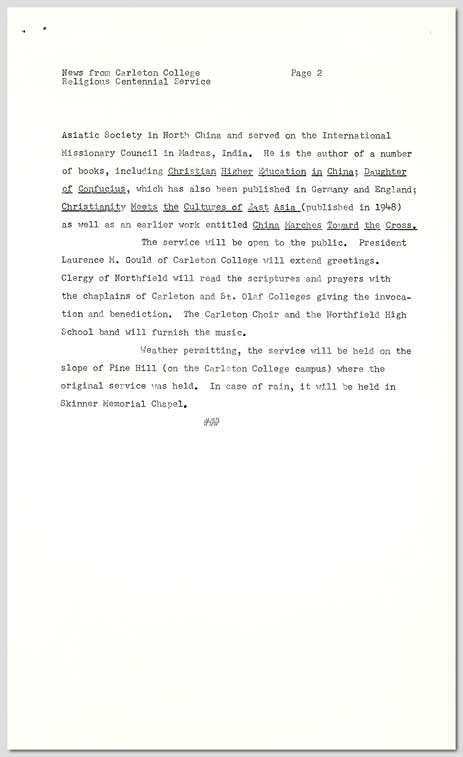 News from Carleton College Page 2
Religious Centennial Service
Asiatic Society in North China and served on the International
Missionary Council in Madras, India. He is the author of a number
of books, including Christian Higher Education in China; Daughter
of Confucius, which has also been published in Germany and England;
Christianity Meets the Cultures of East Asia (published in 1948)
as well as an earlier work entitled China Marches Toward the Cross.
The service will be open to the public. President
Laurence M. Gould of Carleton College will extend greetings.
Clergy of Northfield will read the scriptures and prayers with
the chaplains of Carleton and St. Olaf Colleges giving the invoca-
tion and benediction. The Carleton Choir and the Northfield High
School band will furnish the music.
Weather permitting, the service will be held on the
slope of Pine Hill (on the Carleton College campus) where the
original service was held. In case of rain, it will be held in
Skinner Memorial Chapel.
###